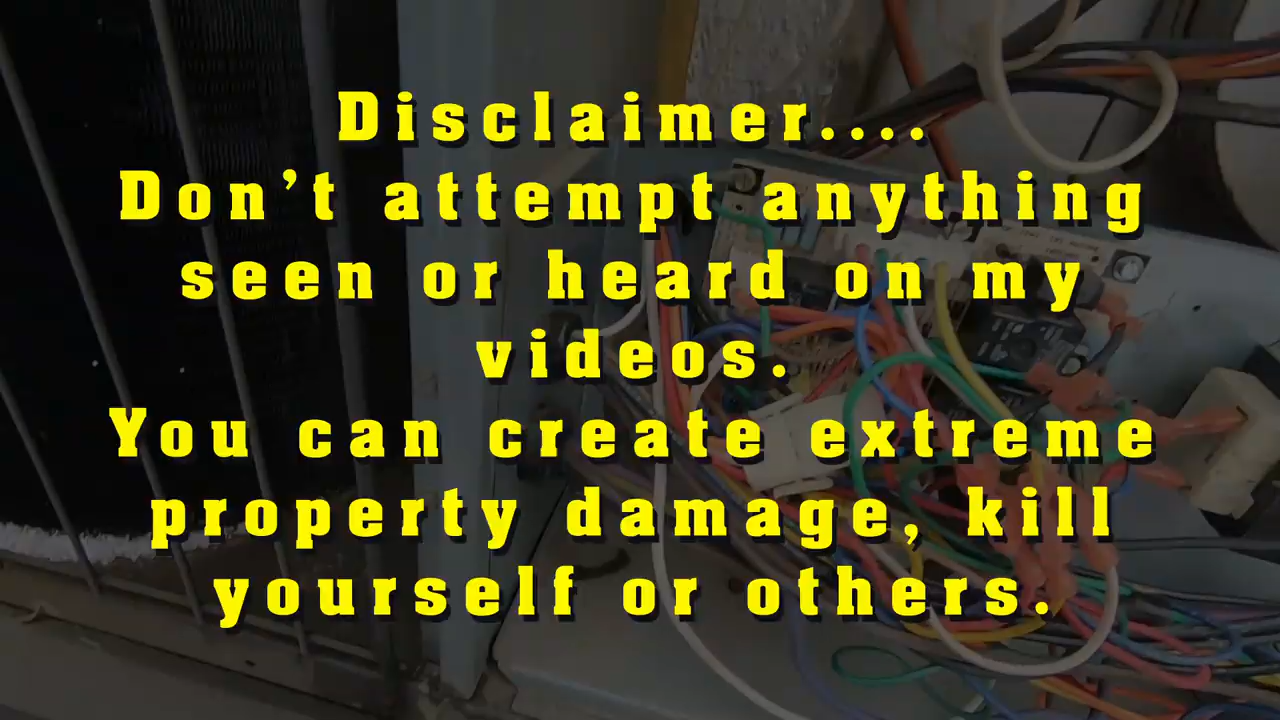 Disclaimer....
Don't attempt anything
seen or heard on my
videos.
You can create extreme
property damage, kill
yourself or others.